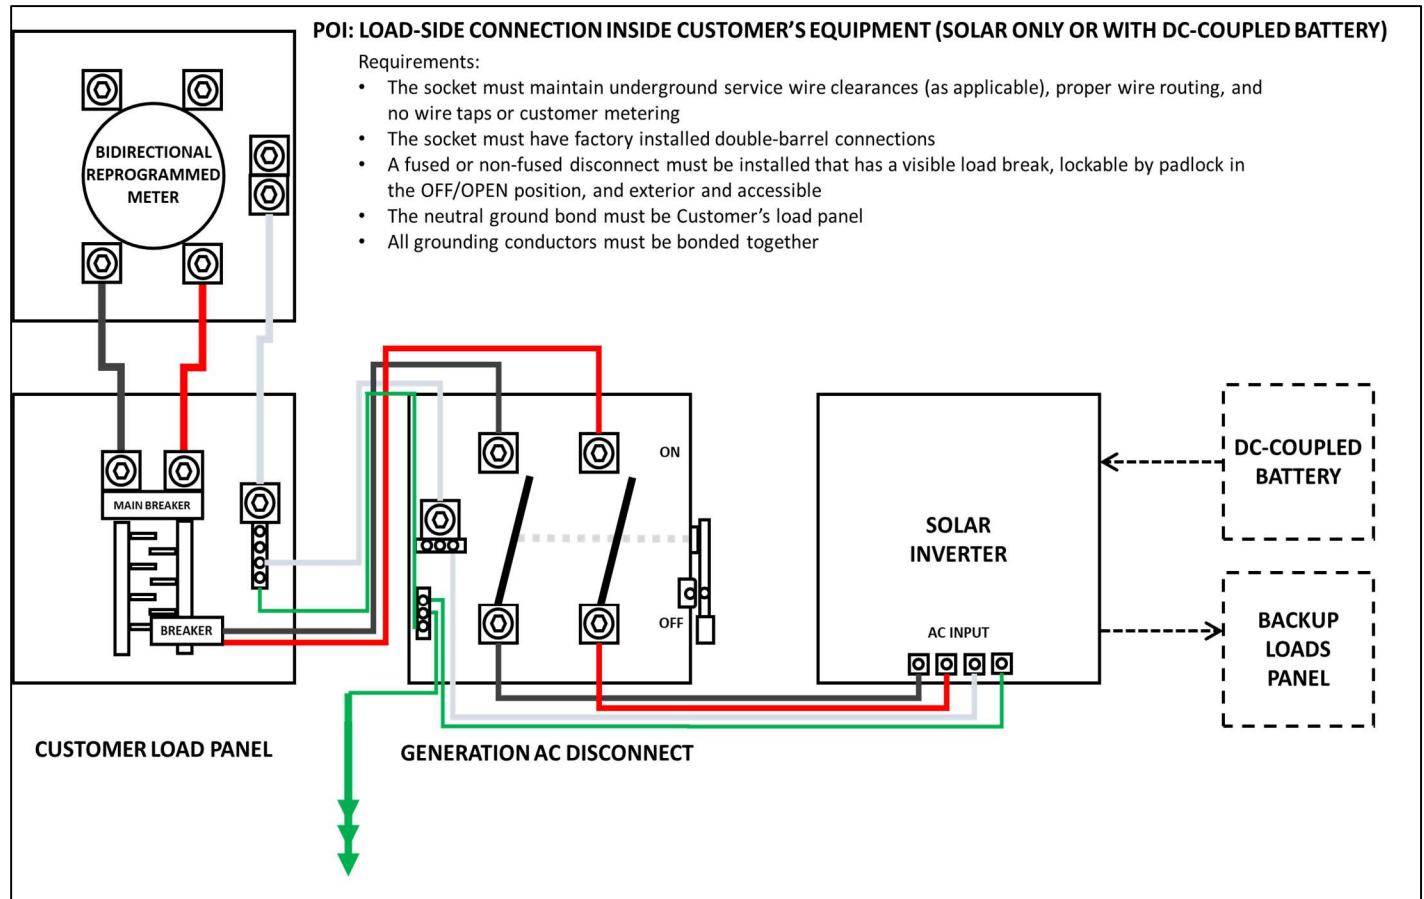 POI: LOAD-SIDE CONNECTION INSIDE CUSTOMER'S EQUIPMENT (SOLAR ONLY OR WITH DC-COUPLED BATTERY)
Requirements:
• The socket must maintain underground service wire clearances (as applicable), proper wire routing, and
no wire taps or customer metering
• The socket must have factory installed double-barrel connections
• A fused or non-fused disconnect must be installed that has a visible load break, lockable by padlock in
the OFF/OPEN position, and exterior and accessible
• The neutral ground bond must be Customer's load panel
• All grounding conductors must be bonded together
BIDIRECTIONAL
REPROGRAMMED
METER
MAIN BREAKER
BREAKER
CUSTOMER LOAD PANEL
ON
OFF
GENERATION AC DISCONNECT
SOLAR
INVERTER
AC INPUT
DC-COUPLED
BATTERY
BACKUP
LOADS
PANEL